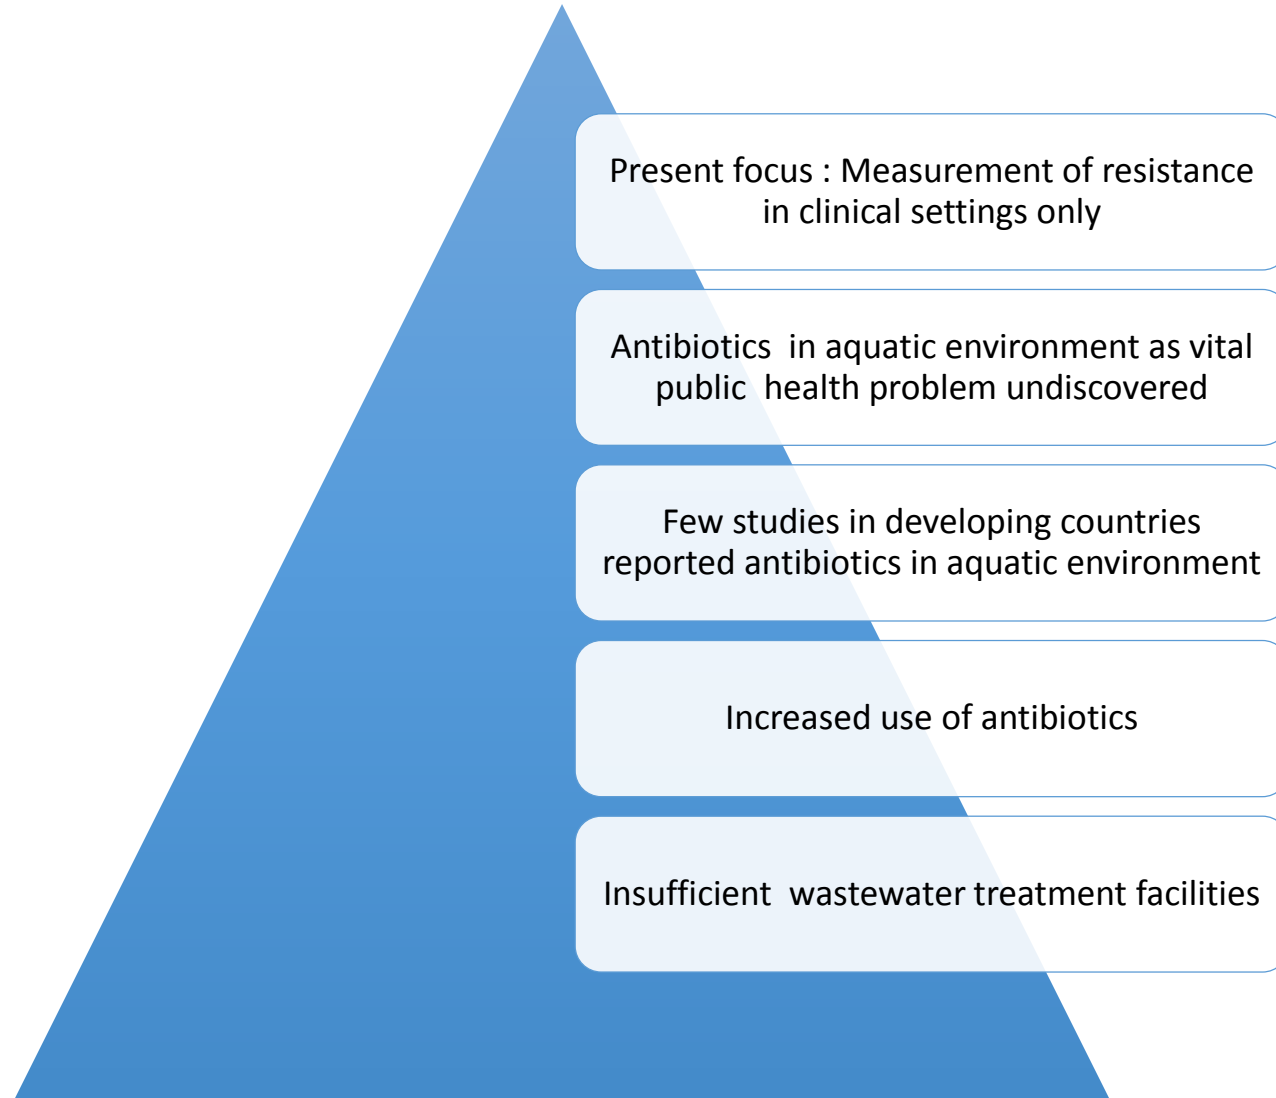 Present focus : Measurement of resistance
in clinical settings only
Antibiotics  in aquatic environment as vital
public  health problem undiscovered
Few studies in developing countries
reported antibiotics in aquatic environment
Increased use of antibiotics
Insufficient  wastewater treatment facilities